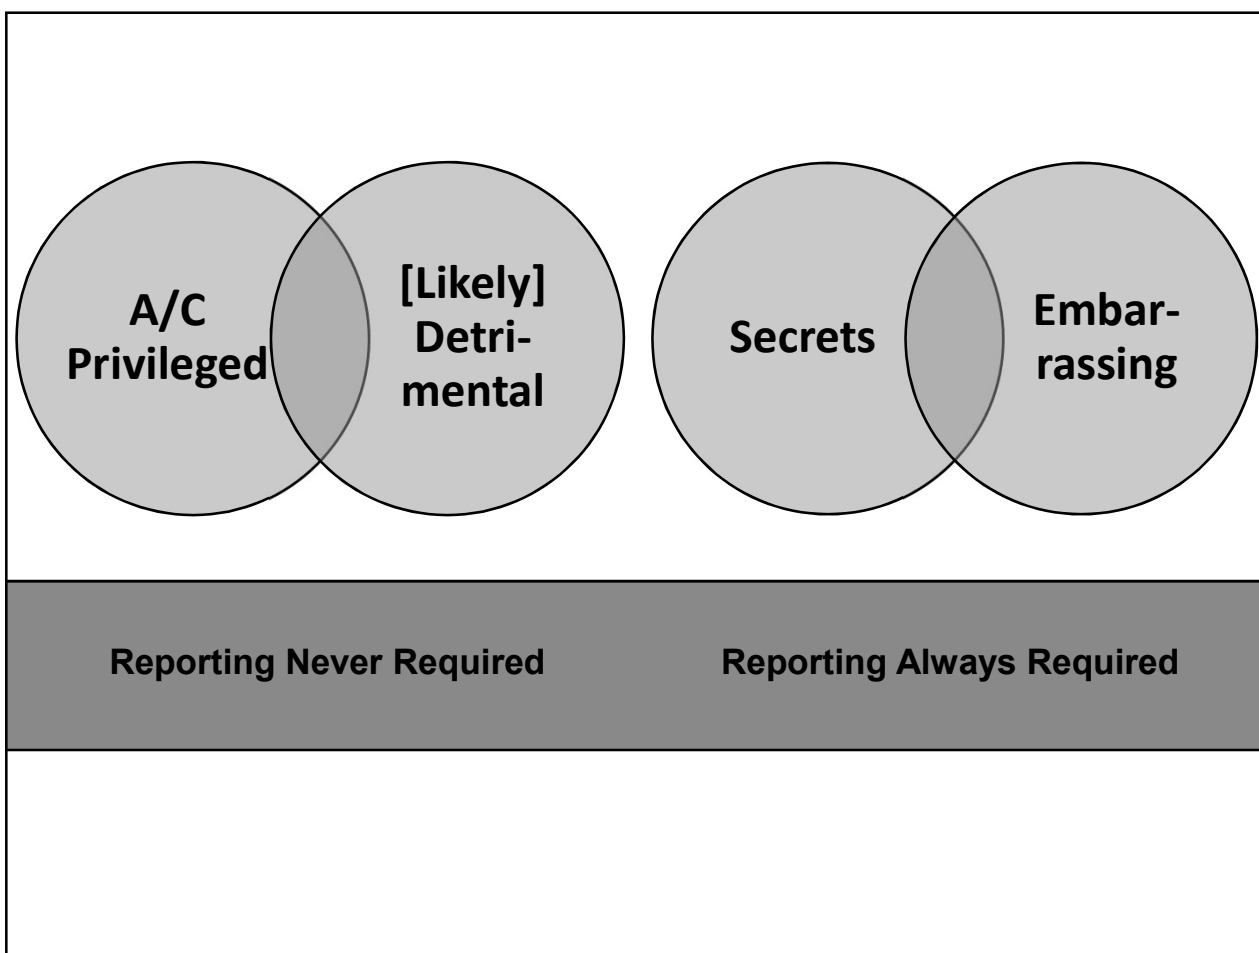 A/C
Privileged
[Likely]
Detri-
mental
Secrets
Embar-
rassing
Reporting Never Required
Reporting Always Required